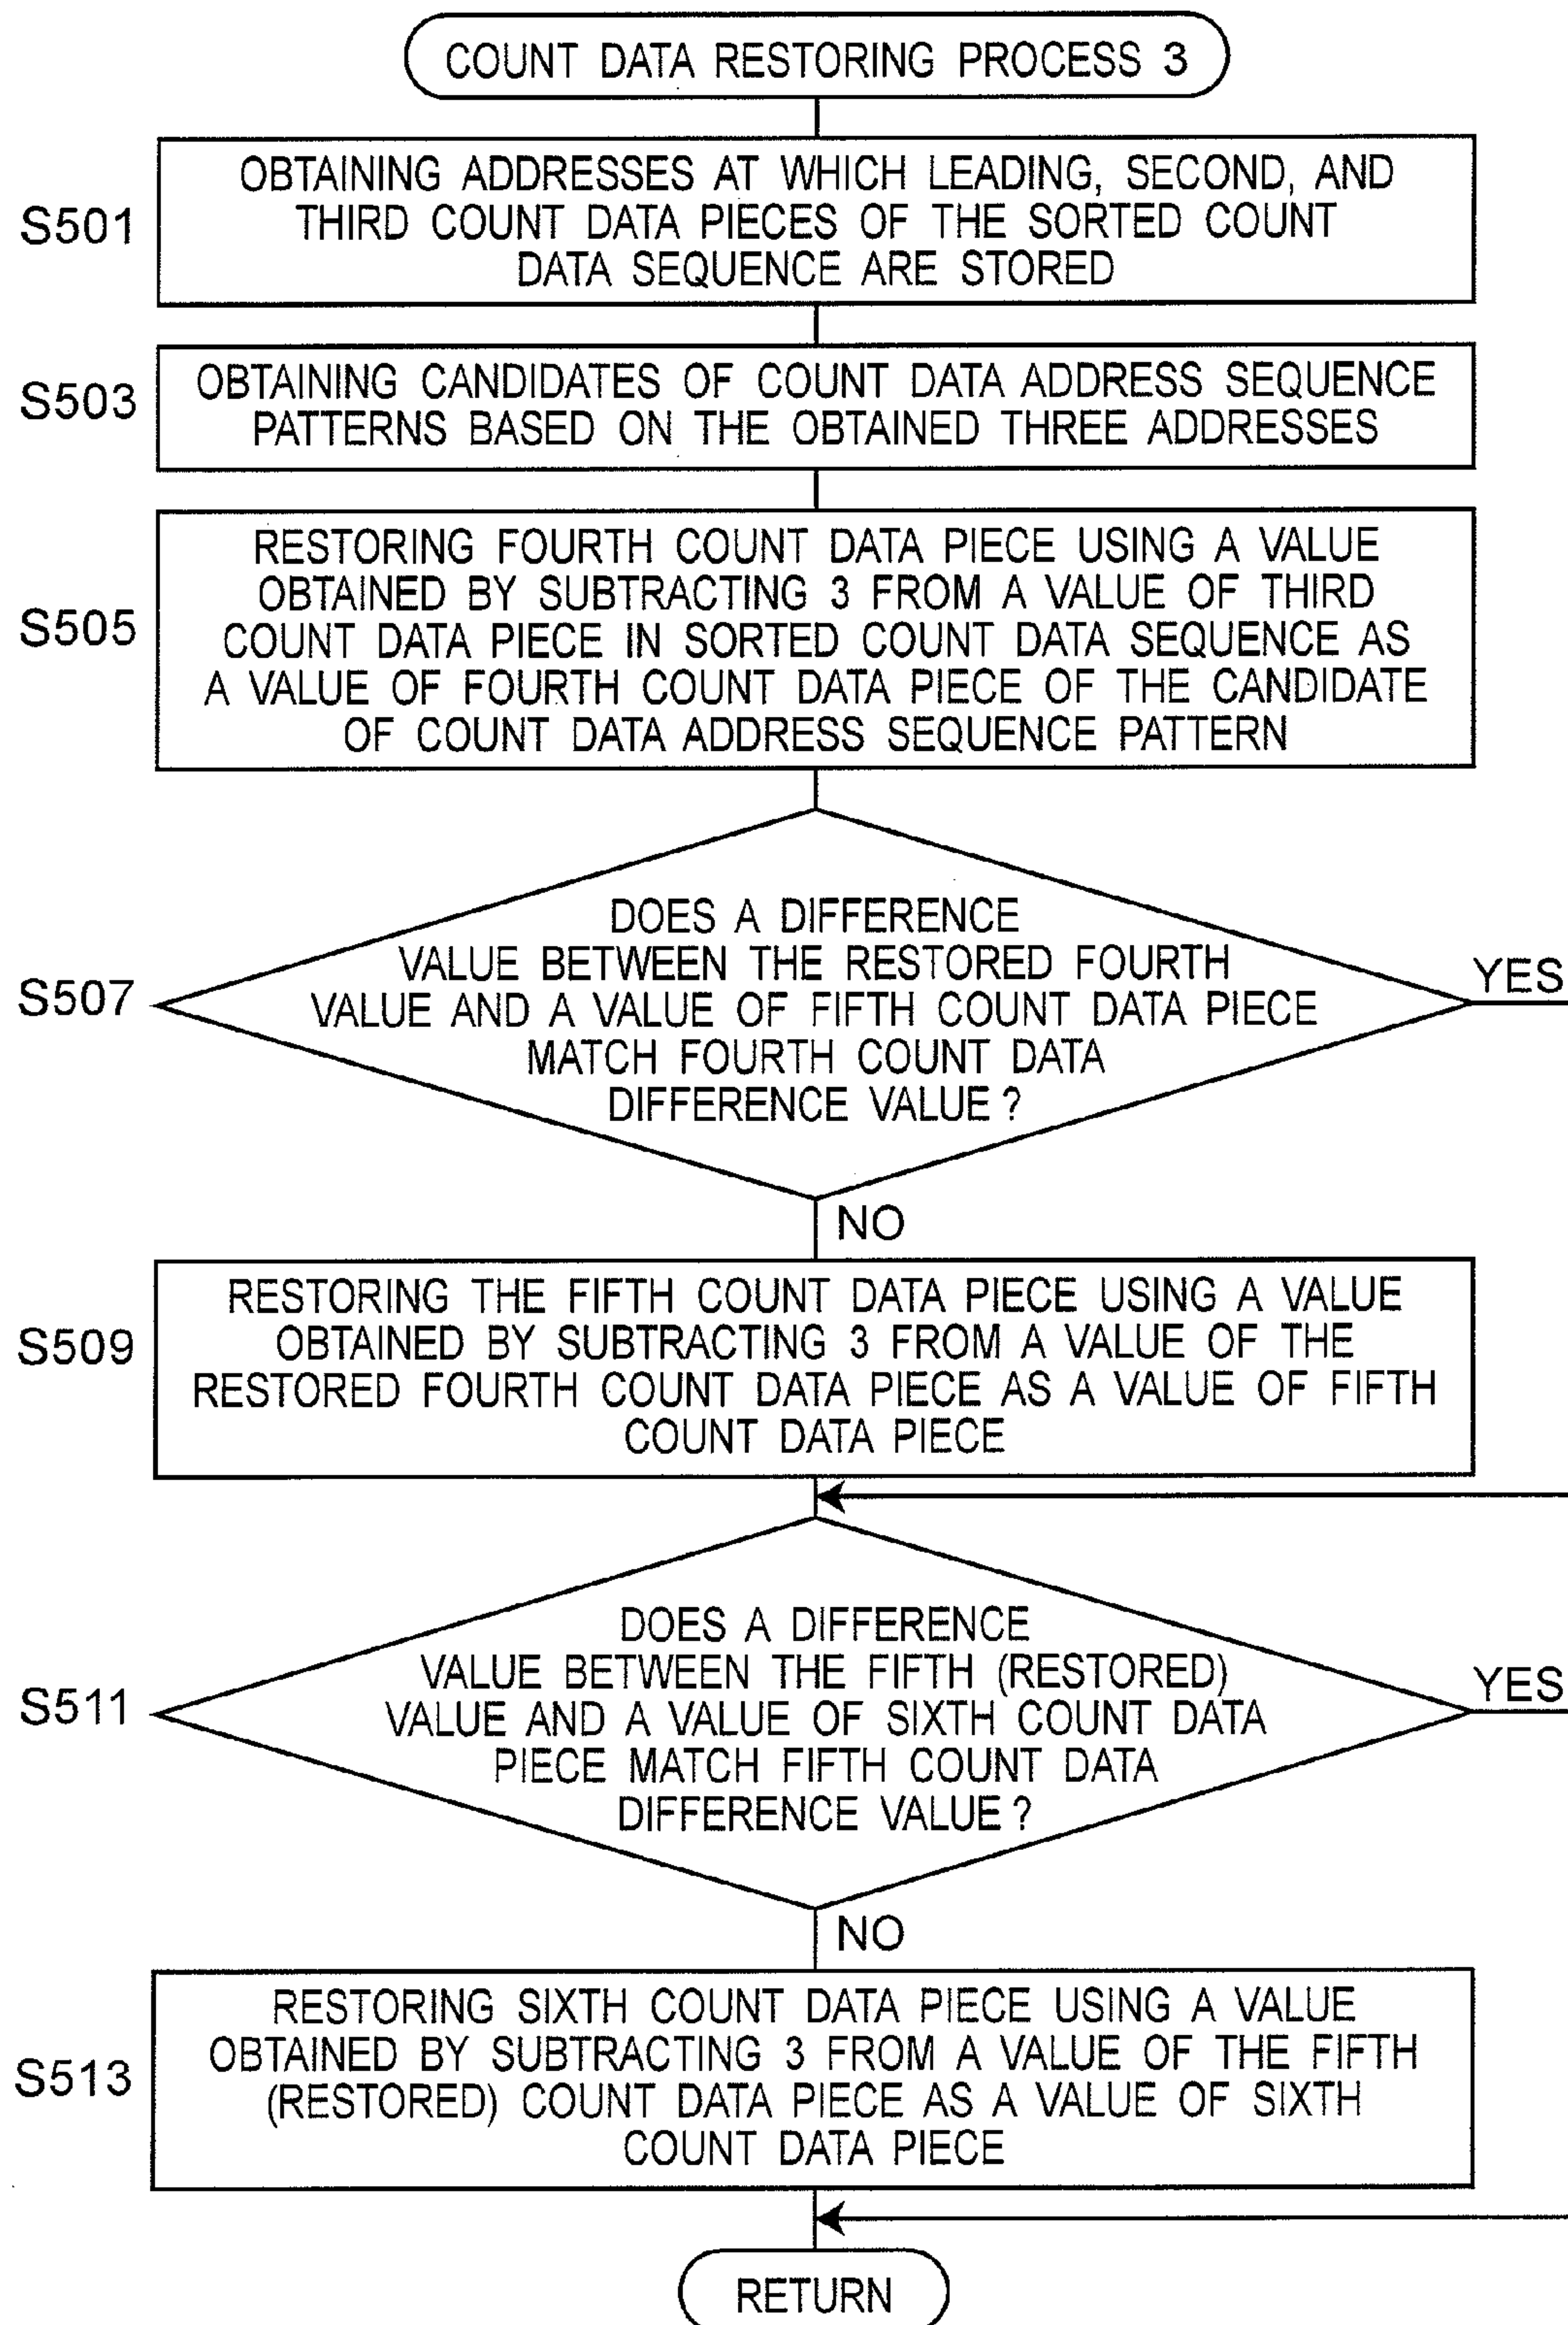 COUNT DATA RESTORING PROCESS 3
S501
OBTAINING ADDRESSES AT WHICH LEADING, SECOND, AND
THIRD COUNT DATA PIECES OF THE SORTED COUNT
DATA SEQUENCE ARE STORED
S503
OBTAINING CANDIDATES OF COUNT DATA ADDRESS SEQUENCE
PATTERNS BASED ON THE OBTAINED THREE ADDRESSES
S505
RESTORING FOURTH COUNT DATA PIECE USING A VALUE
OBTAINED BY SUBTRACTING 3 FROM A VALUE OF THIRD
COUNT DATA PIECE IN SORTED COUNT DATA SEQUENCE AS
A VALUE OF FOURTH COUNT DATA PIECE OF THE CANDIDATE
OF COUNT DATA ADDRESS SEQUENCE PATTERN
S507
DOES A DIFFERENCE
VALUE BETWEEN THE RESTORED FOURTH
VALUE AND A VALUE OF FIFTH COUNT DATA PIECE
MATCH FOURTH COUNT DATA
DIFFERENCE VALUE ?
YES
NO
S509
RESTORING THE FIFTH COUNT DATA PIECE USING A VALUE
OBTAINED BY SUBTRACTING 3 FROM A VALUE OF THE
RESTORED FOURTH COUNT DATA PIECE AS A VALUE OF FIFTH
COUNT DATA PIECE
S511
DOES A DIFFERENCE
VALUE BETWEEN THE FIFTH (RESTORED)
VALUE AND A VALUE OF SIXTH COUNT DATA
PIECE MATCH FIFTH COUNT DATA
DIFFERENCE VALUE ?
YES
NO
S513
RESTORING SIXTH COUNT DATA PIECE USING A VALUE
OBTAINED BY SUBTRACTING 3 FROM A VALUE OF THE FIFTH
(RESTORED) COUNT DATA PIECE AS A VALUE OF SIXTH
COUNT DATA PIECE
RETURN